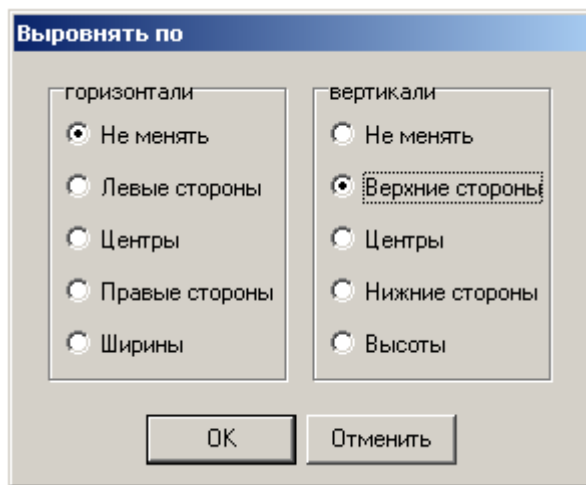 Выровнять по
горизонтали
Не менять
Левые стороны
Центры
Правые стороны
Ширины
вертикали
Не менять
Верхние стороны
Центры
Нижние стороны
Высоты
OK
Отменить